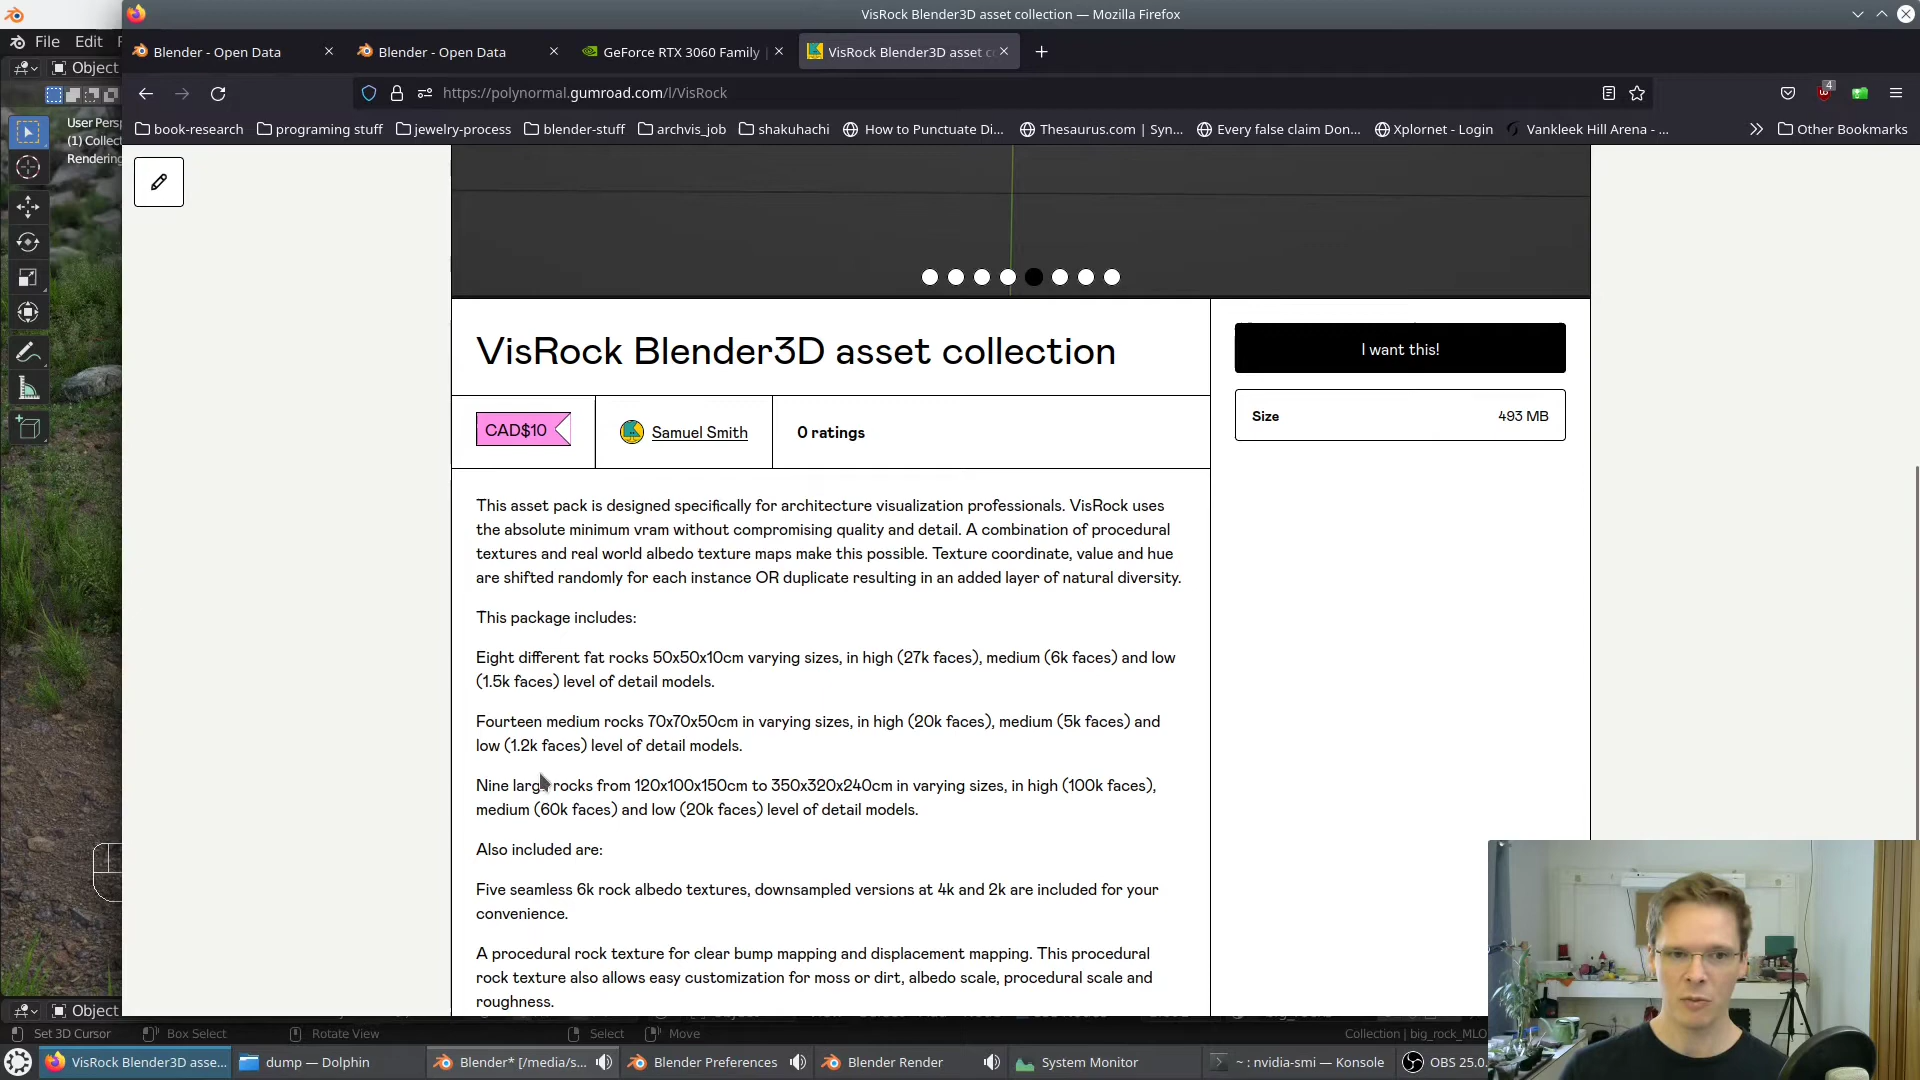 VisRock Blender3D asset collection — Mozilla Firefox
File Edit
Blender - Open Data
Blender - Open Data
GeForce RTX 3060 Family
VisRock Blender3D asset c
Object
https://polynormal.gumroad.com/l/VisRock
4
User Persp
(1) Collec
Rendering
book-research
programing stuff
jewelry-process
blender-stuff
archvis_job
shakuhachi
How to Punctuate Di...
Thesaurus.com | Syn...
Every false claim Don...
Xplornet - Login
Vankleek Hill Arena - ...
Other Bookmarks
VisRock Blender3D asset collection
I want this!
CAD$10
Samuel Smith
0 ratings
Size
493 MB
This asset pack is designed specifically for architecture visualization professionals. VisRock uses
the absolute minimum vram without compromising quality and detail. A combination of procedural
textures and real world albedo texture maps make this possible. Texture coordinate, value and hue
are shifted randomly for each instance OR duplicate resulting in an added layer of natural diversity.
This package includes:
Eight different fat rocks 50x50x10cm varying sizes, in high (27k faces), medium (6k faces) and low
(1.5k faces) level of detail models.
Fourteen medium rocks 70x70x50cm in varying sizes, in high (20k faces), medium (5k faces) and
low (1.2k faces) level of detail models.
Nine large rocks from 120x100x150cm to 350x320x240cm in varying sizes, in high (100k faces),
medium (60k faces) and low (20k faces) level of detail models.
Also included are:
Five seamless 6k rock albedo textures, downsampled versions at 4k and 2k are included for your
convenience.
A procedural rock texture for clear bump mapping and displacement mapping. This procedural
rock texture also allows easy customization for moss or dirt, albedo scale, procedural scale and
roughness.
Object
Set 3D Cursor
Box Select
Rotate View
Select
Move
Collection | big_rock_MLO
VisRock Blender3D asse...
dump — Dolphin
Blender* [/media/s...
Blender Preferences
Blender Render
System Monitor
~ : nvidia-smi — Konsole
OBS 25.0.